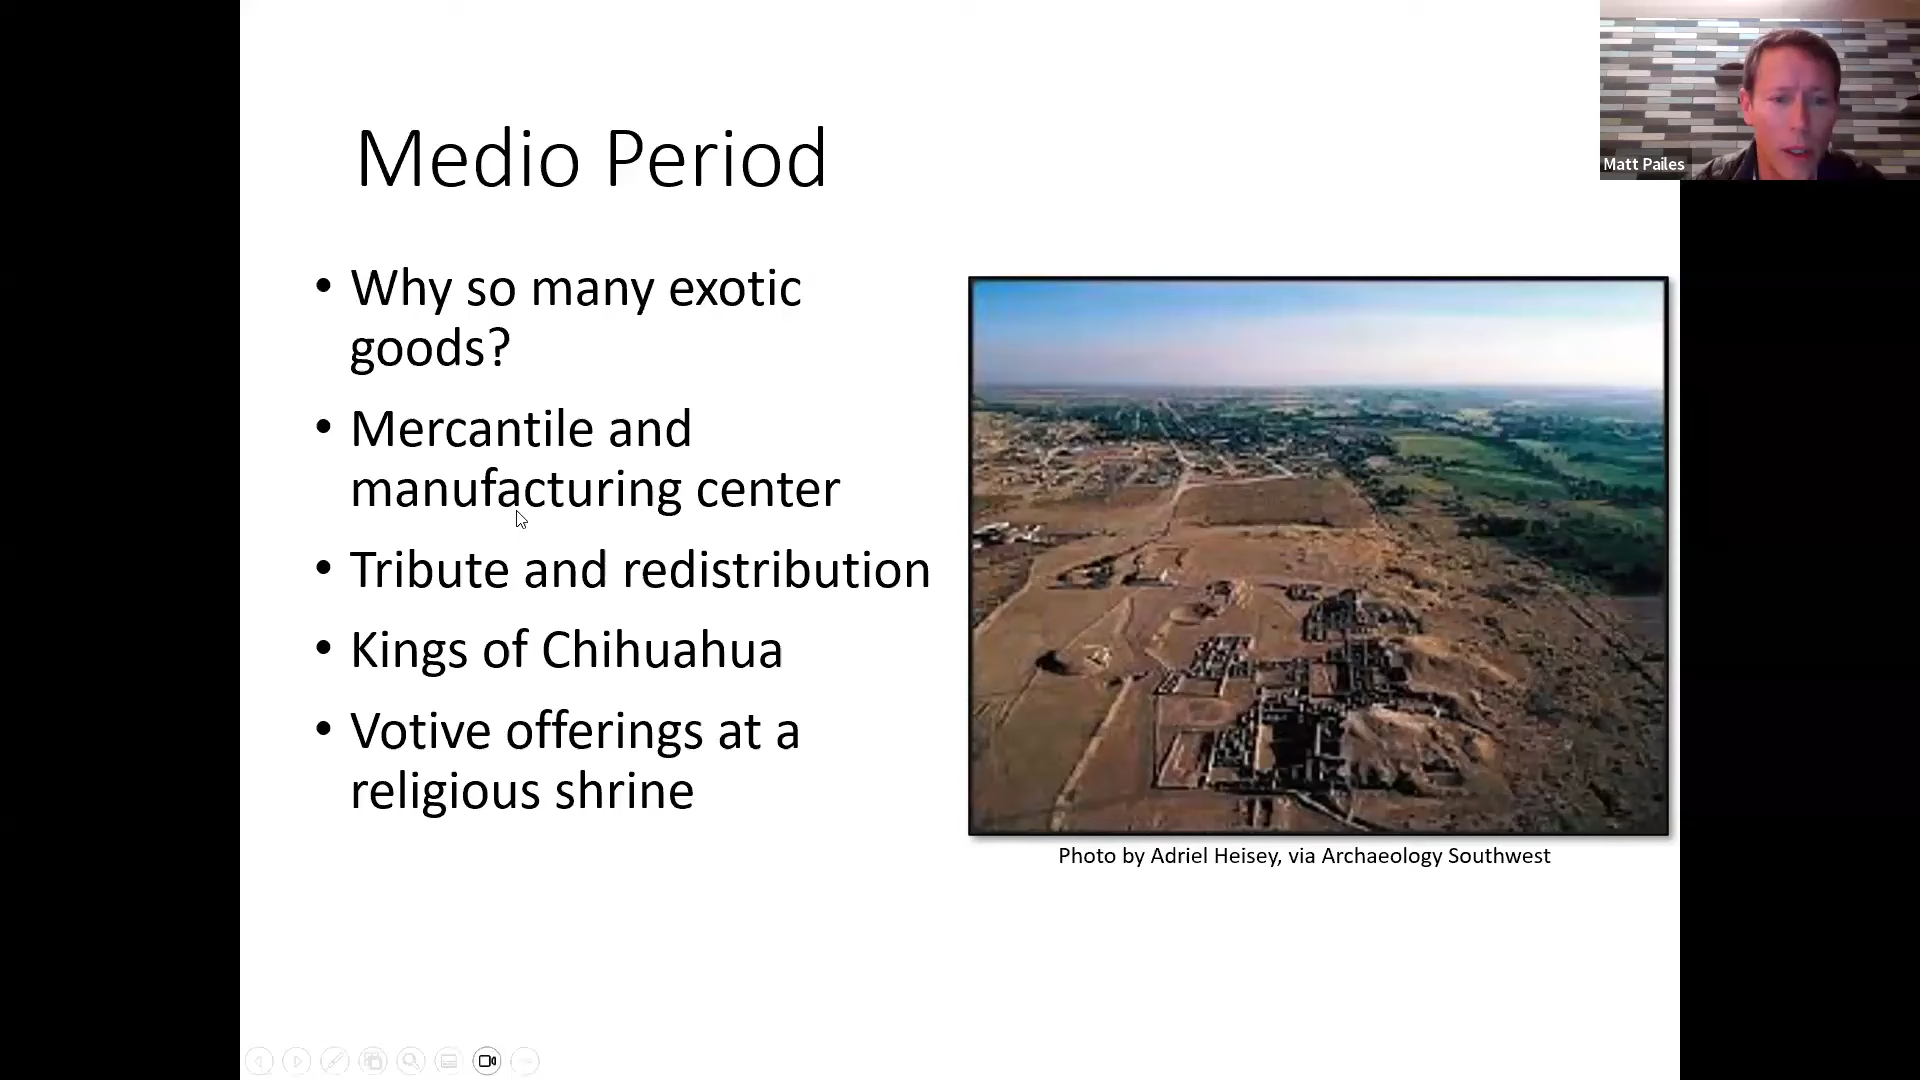 Medio Period
• Why so many exotic
goods?
• Mercantile and
manufacturing center
• Tribute and redistribution
• Kings of Chihuahua
• Votive offerings at a
religious shrine
Photo by Adriel Heisey, via Archaeology Southwest
Matt Pailes